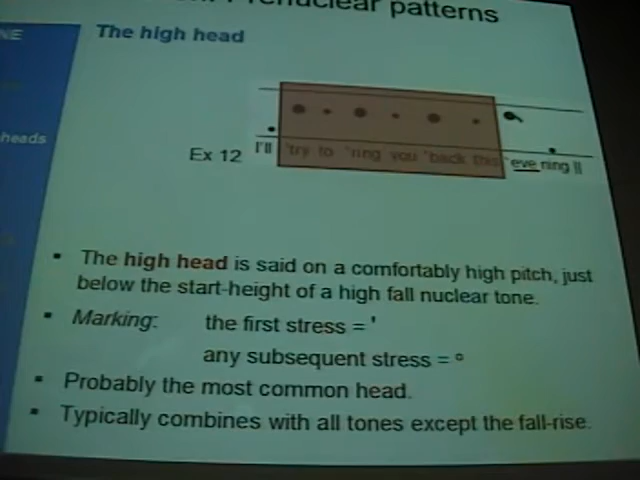 Prenuclear patterns
NE
The high head
heads
Ex 12 I'll 'try to °ring you °back this `eve ning ||
▪ The high head is said on a comfortably high pitch, just
below the start-height of a high fall nuclear tone.
▪ Marking: the first stress = '
any subsequent stress = °
▪ Probably the most common head.
▪ Typically combines with all tones except the fall-rise.